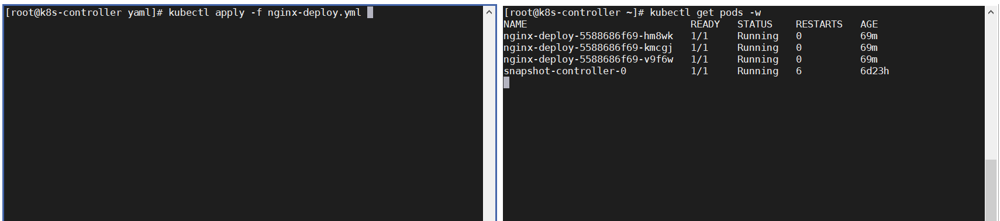 [root@k8s-controller yaml]# kubectl apply -f nginx-deploy.yml
[root@k8s-controller ~]# kubectl get pods -w
NAME READY STATUS RESTARTS AGE
nginx-deploy-5588686f69-hm8wk 1/1 Running 0 69m
nginx-deploy-5588686f69-kmcgj 1/1 Running 0 69m
nginx-deploy-5588686f69-v9f6w 1/1 Running 0 69m
snapshot-controller-0 1/1 Running 6 6d23h